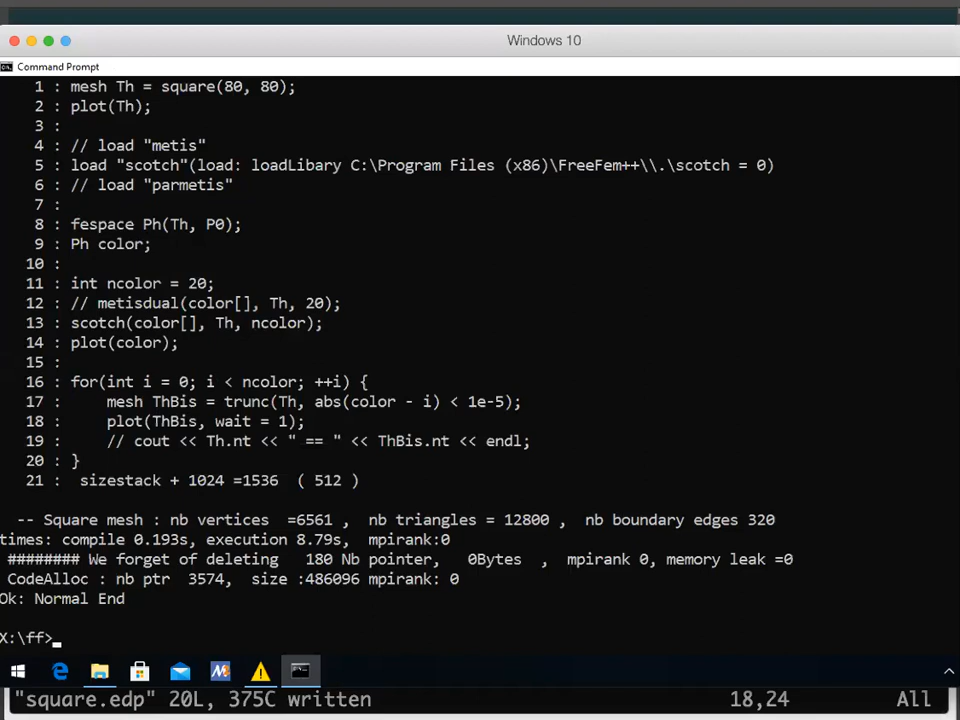 Windows 10
Command Prompt
1 : mesh Th = square(80, 80);
2 : plot(Th);
3 :
4 : // load "metis"
5 : load "scotch"(load: loadLibary C:\Program Files (x86)\FreeFem++\\.\scotch = 0)
6 : // load "parmetis"
7 :
8 : fespace Ph(Th, P0);
9 : Ph color;
10 :
11 : int ncolor = 20;
12 : // metisdual(color[], Th, 20);
13 : scotch(color[], Th, ncolor);
14 : plot(color);
15 :
16 : for(int i = 0; i < ncolor; ++i) {
17 :     mesh ThBis = trunc(Th, abs(color - i) < 1e-5);
18 :     plot(ThBis, wait = 1);
19 :     // cout << Th.nt << " == " << ThBis.nt << endl;
20 : }
21 :  sizestack + 1024 =1536  ( 512 )
-- Square mesh : nb vertices  =6561 ,  nb triangles = 12800 ,  nb boundary edges 320
times: compile 0.193s, execution 8.79s, mpirank:0
######## We forget of deleting   180 Nb pointer,   0Bytes  ,  mpirank 0, memory leak =0
CodeAlloc : nb ptr  3574,  size :486096 mpirank: 0
Ok: Normal End
X:\ff>
"square.edp" 20L, 375C written 18,24 All